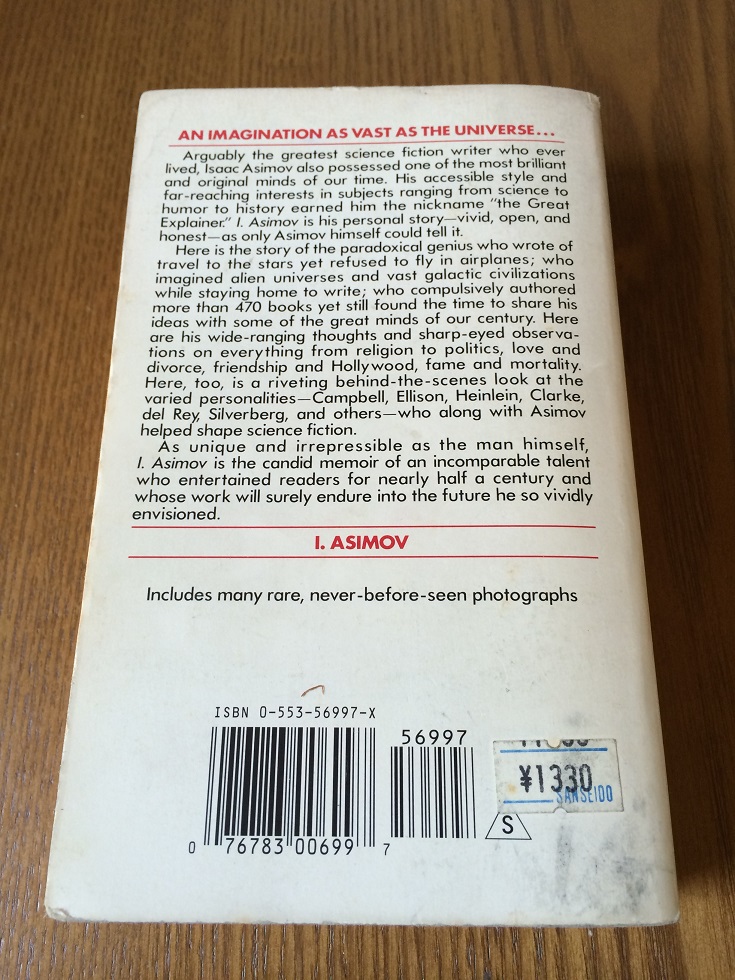 AN IMAGINATION AS VAST AS THE UNIVERSE...
Arguably the greatest science fiction writer who ever
lived, Isaac Asimov also possessed one of the most brilliant
and original minds of our time. His accessible style and
far-reaching interests in subjects ranging from science to
humor to history earned him the nickname "the Great
Explainer." I. Asimov is his personal story—vivid, open, and
honest—as only Asimov himself could tell it.
Here is the story of the paradoxical genius who wrote of
travel to the stars yet refused to fly in airplanes; who
imagined alien universes and vast galactic civilizations
while staying home to write; who compulsively authored
more than 470 books yet still found the time to share his
ideas with some of the great minds of our century. Here
are his wide-ranging thoughts and sharp-eyed observa-
tions on everything from religion to politics, love and
divorce, friendship and Hollywood, fame and mortality.
Here, too, is a riveting behind-the-scenes look at the
varied personalities—Campbell, Ellison, Heinlein, Clarke,
del Rey, Silverberg, and others—who along with Asimov
helped shape science fiction.
As unique and irrepressible as the man himself,
I. Asimov is the candid memoir of an incomparable talent
who entertained readers for nearly half a century and
whose work will surely endure into the future he so vividly
envisioned.
I. ASIMOV
Includes many rare, never-before-seen photographs
ISBN 0-553-56997-X
56997
¥1330
SANSEIDO
S
0 76783 00699 7